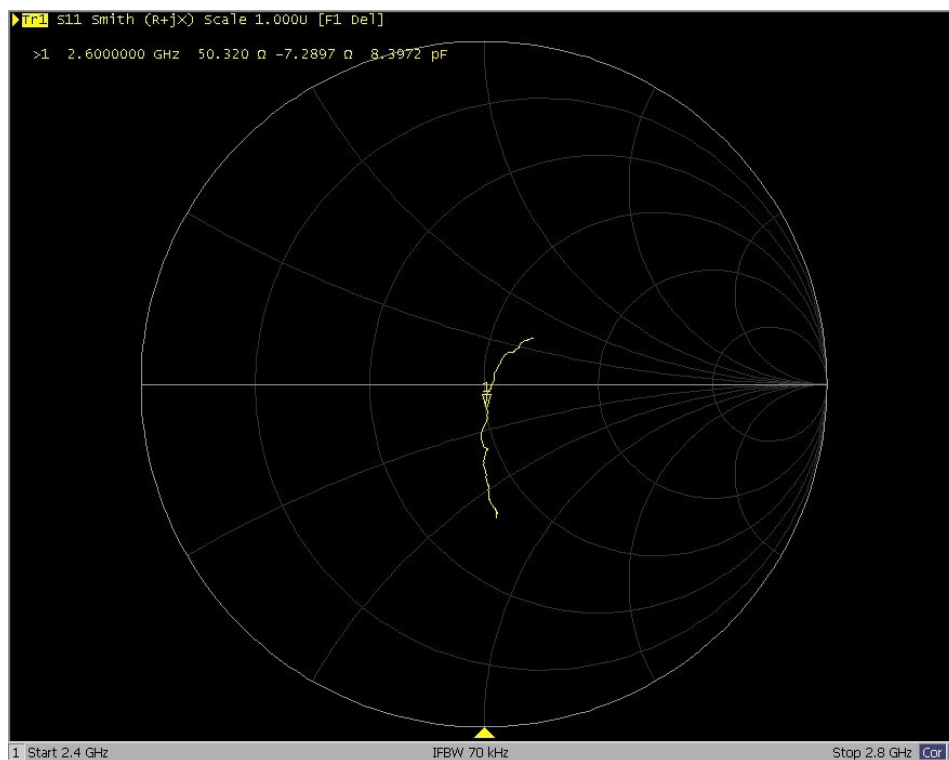 Tr1 S11 Smith (R+jX) Scale 1.000U [F1 Del]
>1 2.6000000 GHz 50.320 Ω -7.2897 Ω 8.3972 pF
1
1 Start 2.4 GHz IFBW 70 kHz Stop 2.8 GHz Cor